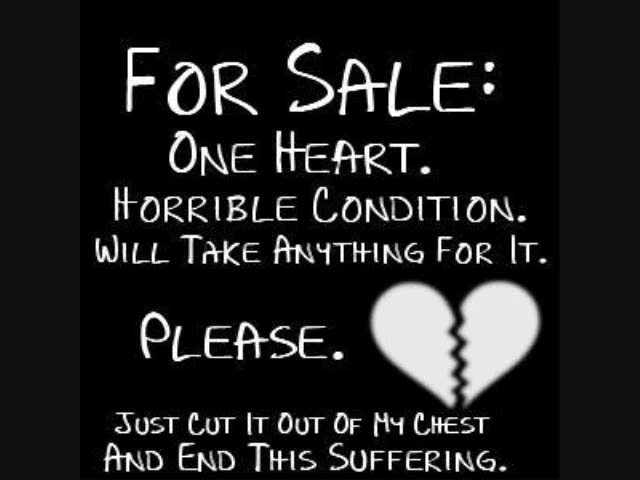 FOR SALE:
ONE HEART.
HORRIBLE CONDITION.
WILL TAKE ANYTHING FOR IT.
PLEASE.
JUST CUT IT OUT OF MY CHEST
AND END THIS SUFFERING.